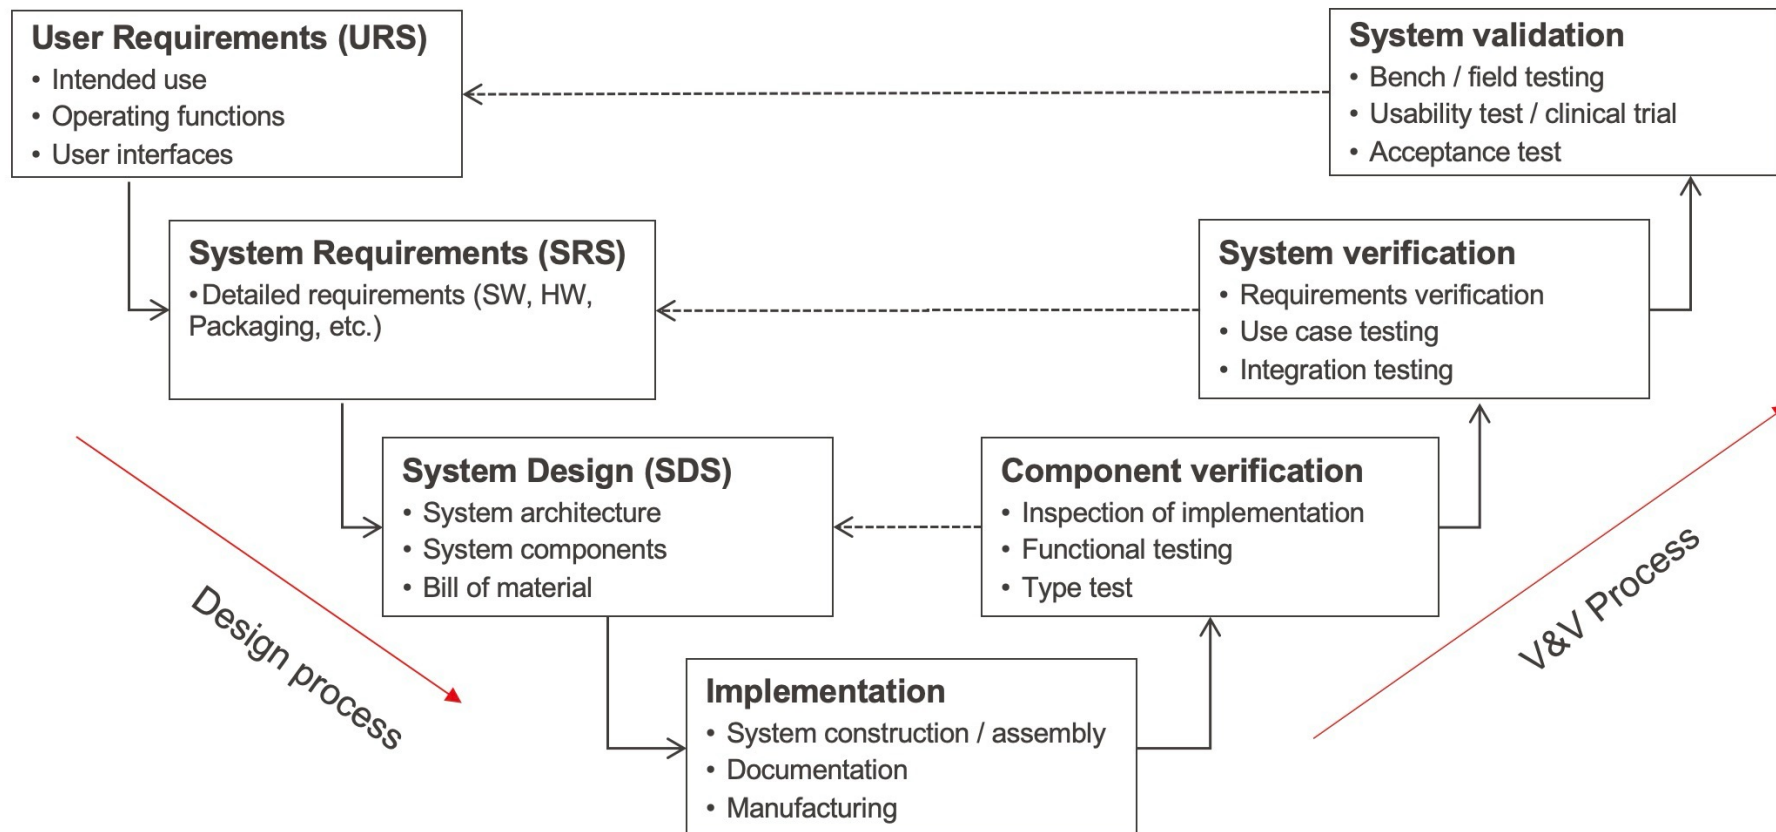 User Requirements (URS)
• Intended use
• Operating functions
• User interfaces
System validation
• Bench / field testing
• Usability test / clinical trial
• Acceptance test
System Requirements (SRS)
•Detailed requirements (SW, HW,
Packaging, etc.)
System verification
• Requirements verification
• Use case testing
• Integration testing
System Design (SDS)
• System architecture
• System components
• Bill of material
Component verification
• Inspection of implementation
• Functional testing
• Type test
Design process
V&V Process
Implementation
• System construction / assembly
• Documentation
• Manufacturing